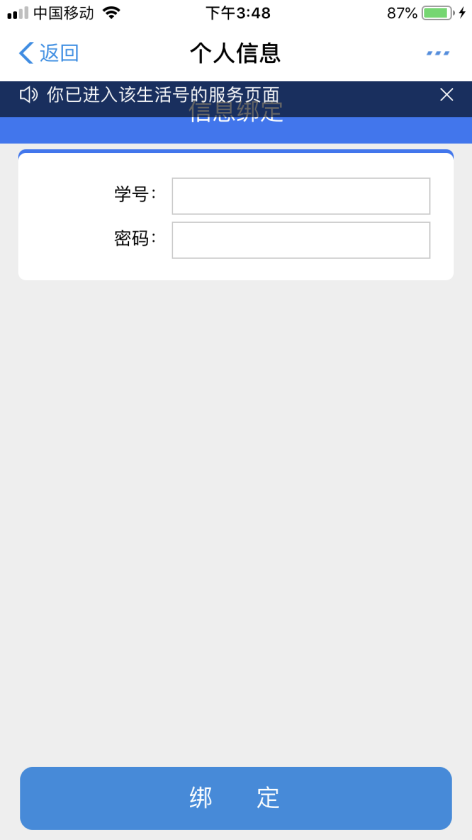 中国移动
下午3:48
87%
返回
个人信息
你已进入该生活号的服务页面
信息绑定
学号:
密码:
绑 定